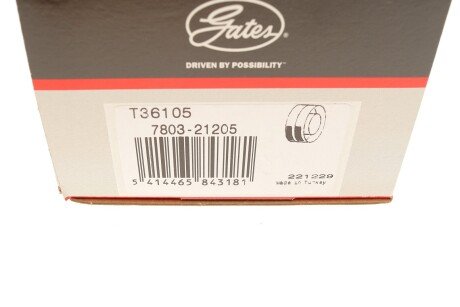 Gates
DRIVEN BY POSSIBILITY™
T36105
7803-21205
5 414465 843181
221229
Made in Turkey